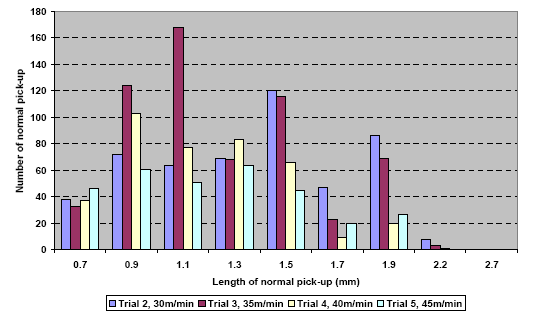 180
160
140
120
100
80
60
40
20
0
Number of normal pick-up
0.7 0.9 1.1 1.3 1.5 1.7 1.9 2.2 2.7
Length of normal pick-up (mm)
Trial 2, 30m/min Trial 3, 35m/min Trial 4, 40m/min Trial 5, 45m/min